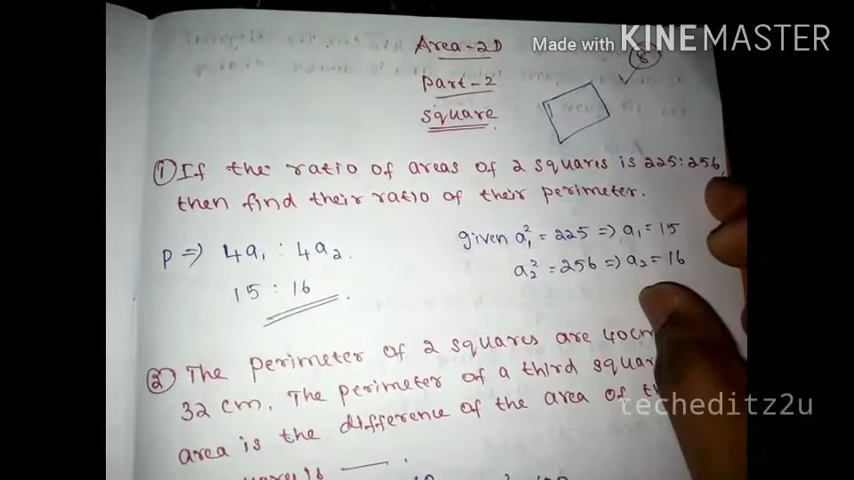 Area-2D
Made with KINEMASTER
8
Part-2
Square
① If the ratio of areas of 2 squares is 225:256,
then find their ratio of their perimeter.
P => 4a₁ : 4a₂.
given a₁² = 225 => a₁ = 15
a₂² = 256 => a₂ = 16
15 : 16
② The perimeter of 2 squares are 40cm
32 cm. The perimeter of a third squar
techeditz2u
area is the difference of the area of